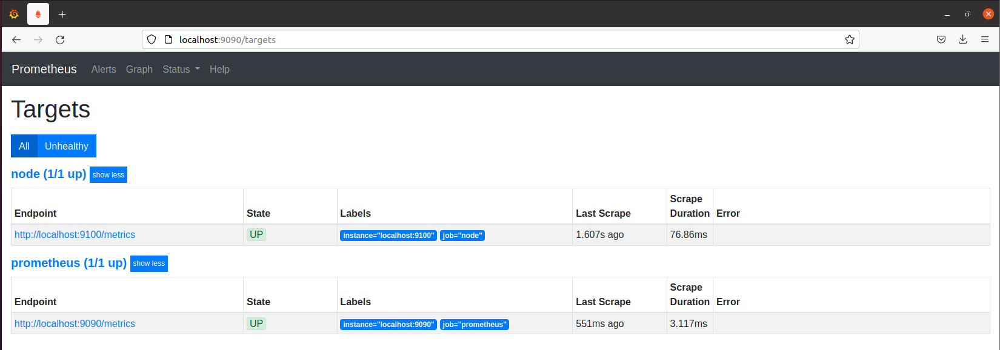 localhost:9090/targets
Prometheus Alerts Graph Status Help
Targets
All Unhealthy
node (1/1 up) show less
Endpoint State Labels Last Scrape Scrape Duration Error
http://localhost:9100/metrics UP instance="localhost:9100" job="node" 1.607s ago 76.86ms
prometheus (1/1 up) show less
Endpoint State Labels Last Scrape Scrape Duration Error
http://localhost:9090/metrics UP instance="localhost:9090" job="prometheus" 551ms ago 3.117ms